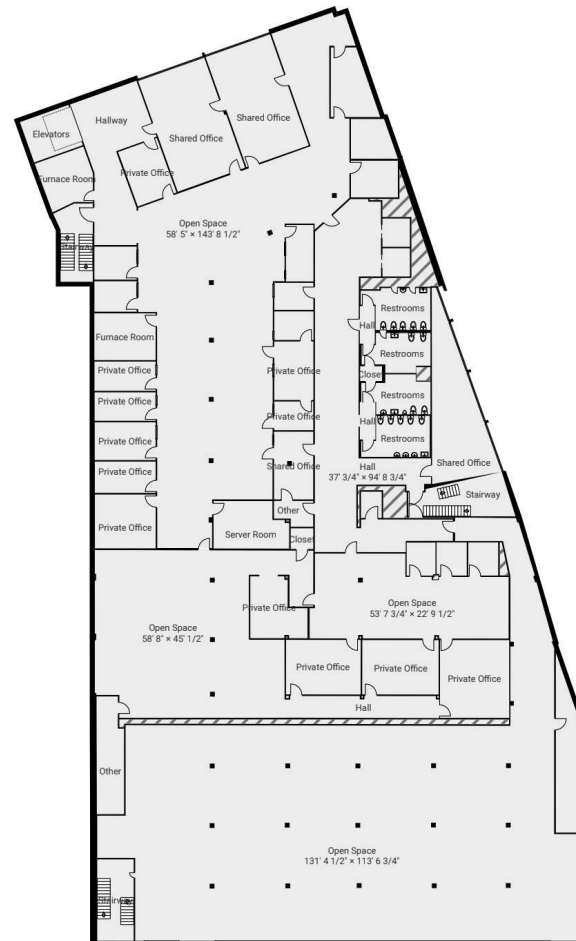 Elevators
Hallway
Shared Office
Shared Office
Furnace Room
Private Office
Stairway
Open Space
58' 5" × 143' 8 1/2"
Furnace Room
Private Office
Private Office
Private Office
Private Office
Private Office
Private Office
Private Office
Shared Office
Other
Server Room
Closet
Restrooms
Hall
Restrooms
Closet
Restrooms
Hall
Restrooms
Hall
37' 3/4" × 94' 8 3/4"
Shared Office
Stairway
Private Office
Open Space
58' 8" × 45' 1/2"
Open Space
53' 7 3/4" × 22' 9 1/2"
Private Office
Private Office
Private Office
Hall
Other
Open Space
131' 4 1/2" × 113' 6 3/4"
Stairway